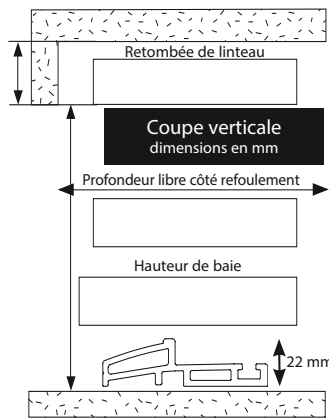 Retombée de linteau
Coupe verticale
dimensions en mm
Profondeur libre côté refoulement
Hauteur de baie
22 mm